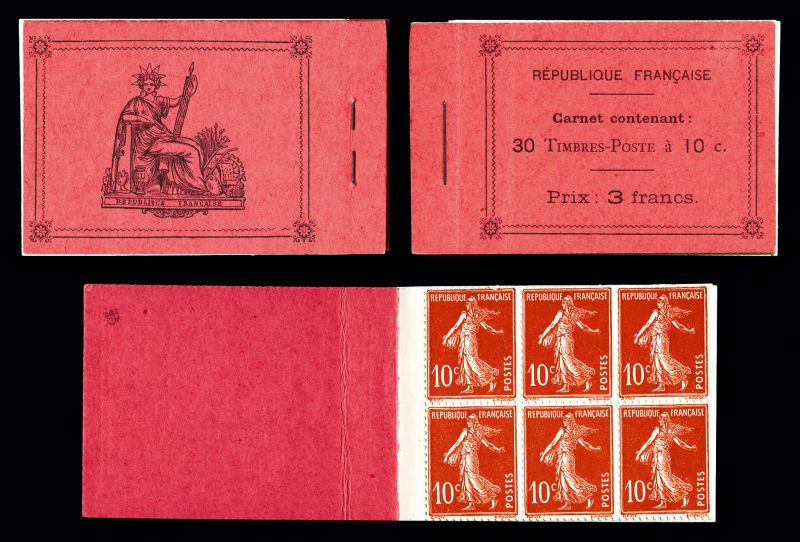 REPUBLIQUE FRANÇAISE
RÉPUBLIQUE FRANÇAISE
Carnet contenant:
30 TIMBRES-POSTE à 10 c.
Prix: 3 francs.
REPUBLIQUE FRANÇAISE
10c
POSTES
REPUBLIQUE FRANÇAISE
10c
POSTES
REPUBLIQUE FRANÇAISE
10c
POSTES
REPUBLIQUE FRANÇAISE
10c
POSTES
REPUBLIQUE FRANÇAISE
10c
POSTES
REPUBLIQUE FRANÇAISE
10c
POSTES